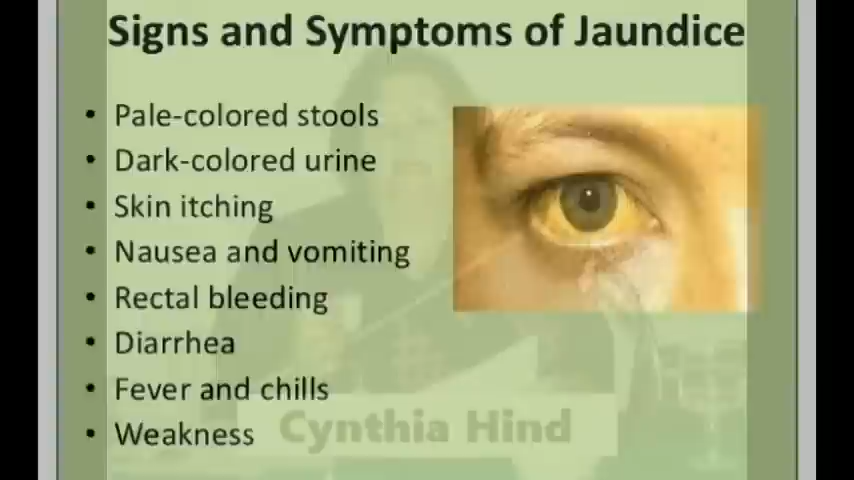 Signs and Symptoms of Jaundice
• Pale-colored stools
• Dark-colored urine
• Skin itching
• Nausea and vomiting
• Rectal bleeding
• Diarrhea
• Fever and chills
• Weakness
Cynthia Hind